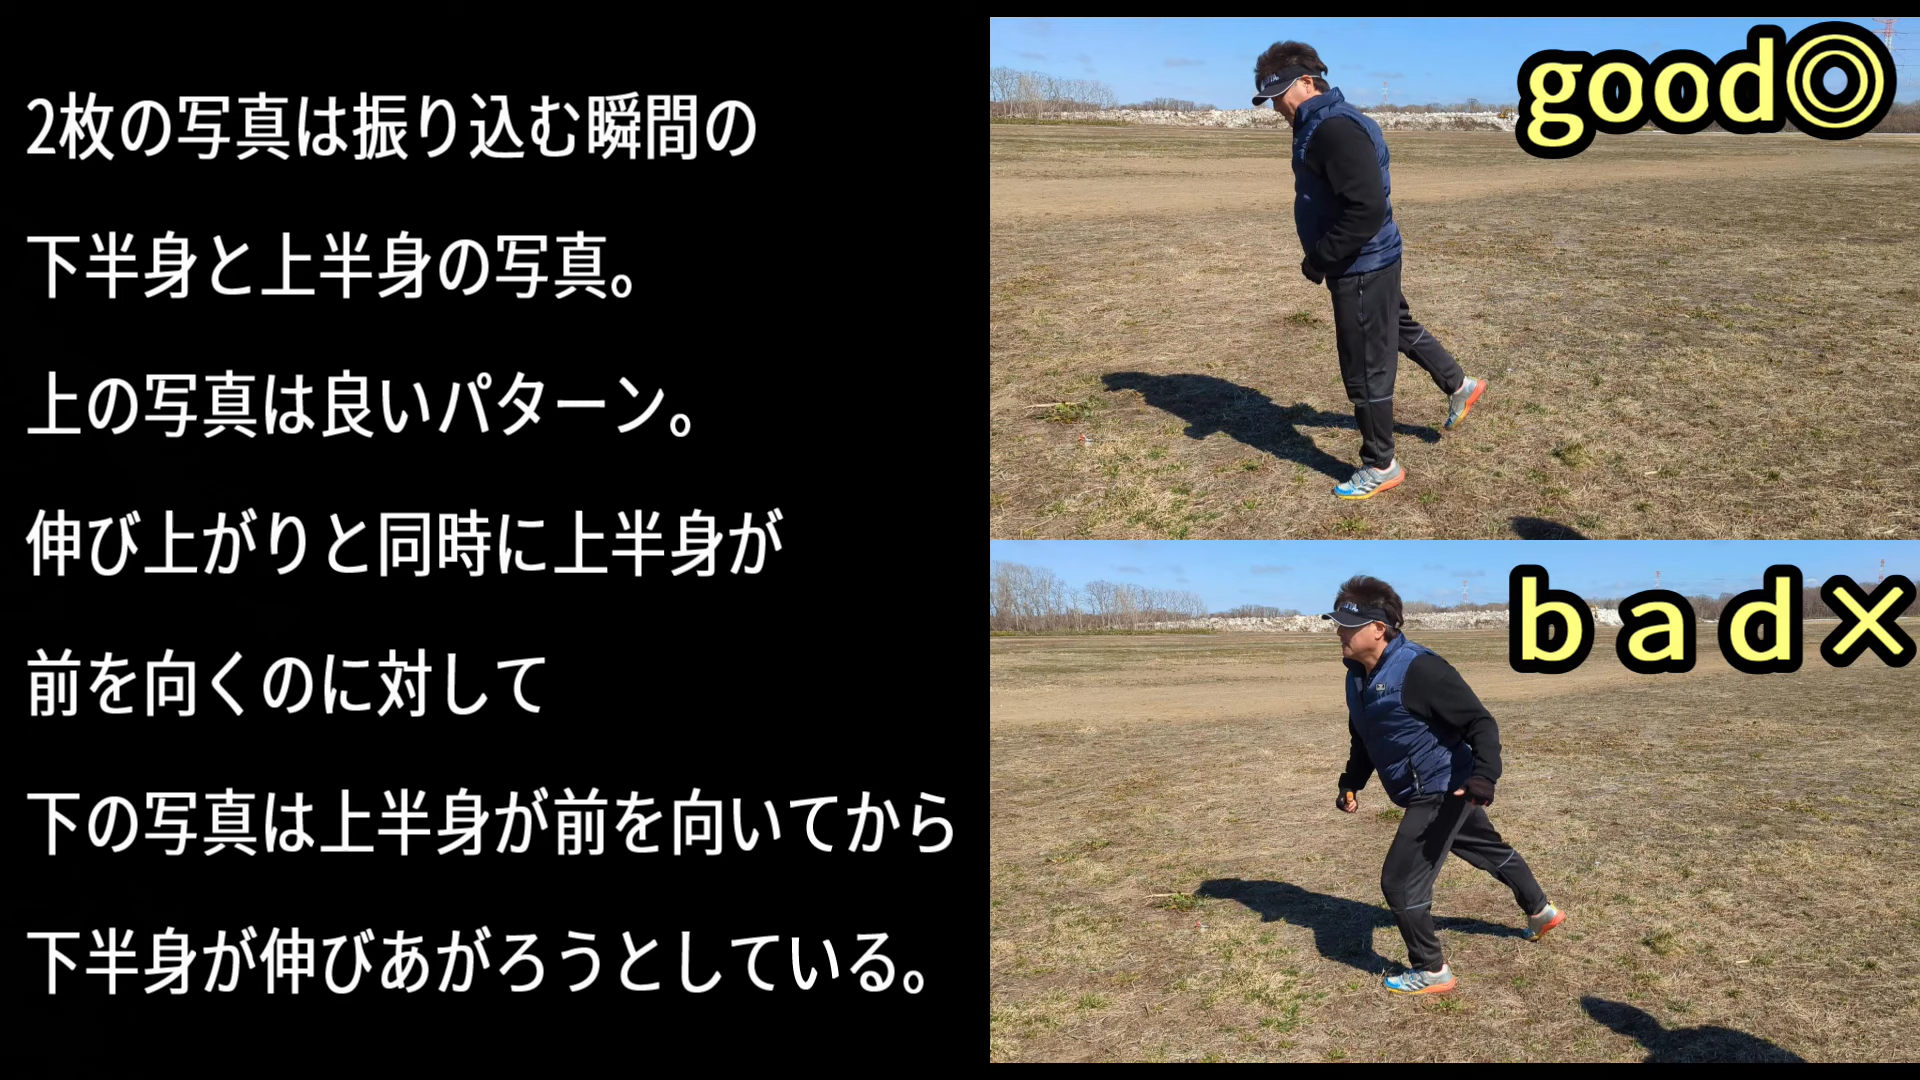 2枚の写真は振り込む瞬間の
下半身と上半身の写真。
上の写真は良いパターン。
伸び上がりと同時に上半身が
前を向くのに対して
下の写真は上半身が前を向いてから
下半身が伸びあがろうとしている。
good◎
bad×